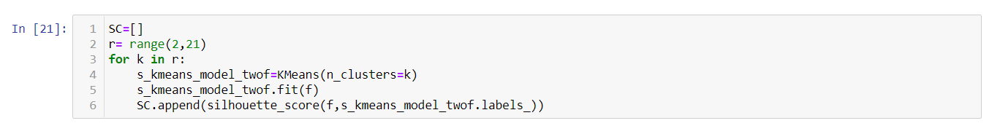 In [21]:
1 SC=[]
2 r= range(2,21)
3 for k in r:
4     s_kmeans_model_twof=KMeans(n_clusters=k)
5     s_kmeans_model_twof.fit(f)
6     SC.append(silhouette_score(f,s_kmeans_model_twof.labels_))